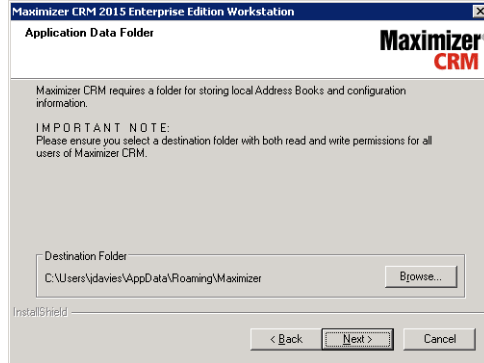 Maximizer CRM 2015 Enterprise Edition Workstation
Application Data Folder
Maximizer
CRM
Maximizer CRM requires a folder for storing local Address Books and configuration
information.
I M P O R T A N T   N O T E:
Please ensure you select a destination folder with both read and write permissions for all
users of Maximizer CRM.
Destination Folder
C:\Users\jdavies\AppData\Roaming\Maximizer
Browse...
InstallShield
< Back
Next >
Cancel